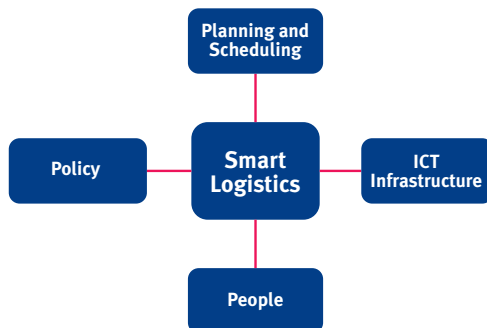 Planning and
Scheduling
Policy
Smart
Logistics
ICT
Infrastructure
People